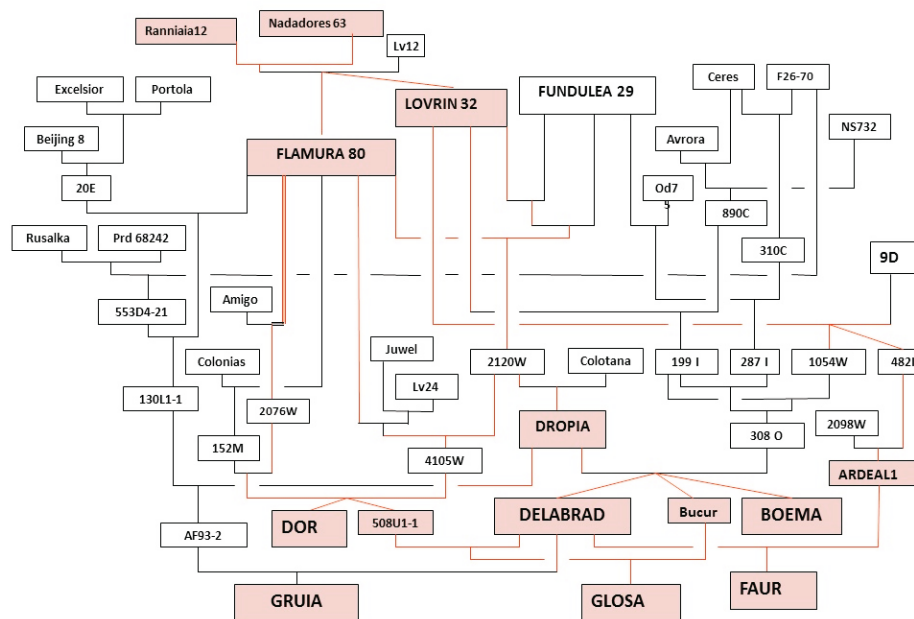 Ranniaia12
Nadadores 63
Lv12
Excelsior
Portola
LOVRIN 32
FUNDULEA 29
Ceres
F26-70
Beijing 8
Avrora
NS732
FLAMURA 80
20E
Od7
5
890C
Rusalka
Prd 68242
310C
9D
553D4-21
Amigo
Juwel
Colonias
2120W
Colotana
199 I
287 I
1054W
Lv24
130L1-1
2076W
DROPIA
2098W
152M
308 O
4105W
ARDEAL1
DOR
508U1-1
DELABRAD
Bucur
BOEMA
AF93-2
GRUIA
GLOSA
FAUR